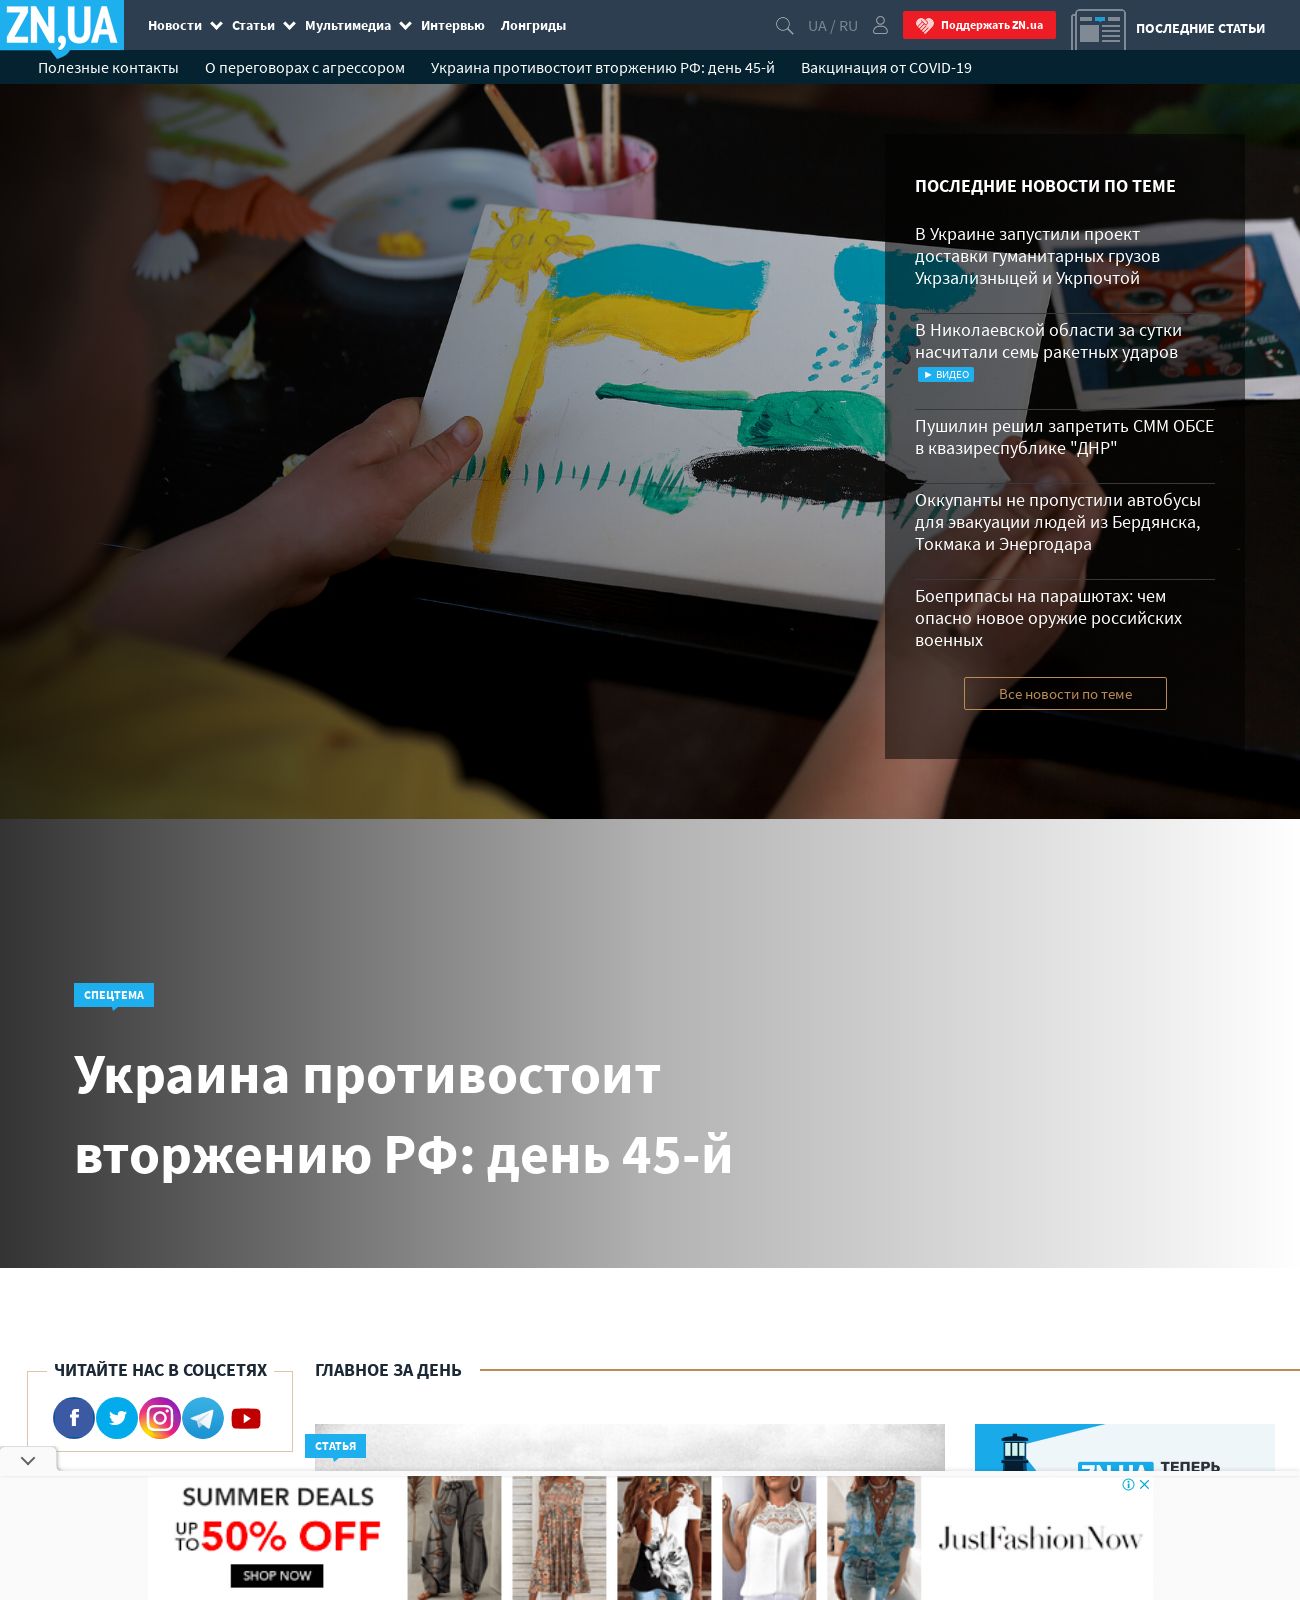 ZN,UA
Новости
Статьи
Мультимедиа
Интервью
Лонгриды
UA / RU
Поддержать ZN.ua
ПОСЛЕДНИЕ СТАТЬИ
Полезные контакты
О переговорах с агрессором
Украина противостоит вторжению РФ: день 45-й
Вакцинация от COVID-19
ПОСЛЕДНИЕ НОВОСТИ ПО ТЕМЕ
В Украине запустили проект
доставки гуманитарных грузов
Укрзализныцей и Укрпочтой
В Николаевской области за сутки
насчитали семь ракетных ударов
ВИДЕО
Пушилин решил запретить СММ ОБСЕ
в квазиреспублике "ДНР"
Оккупанты не пропустили автобусы
для эвакуации людей из Бердянска,
Токмака и Энергодара
Боеприпасы на парашютах: чем
опасно новое оружие российских
военных
Все новости по теме
СПЕЦТЕМА
Украина противостоит
вторжению РФ: день 45-й
ЧИТАЙТЕ НАС В СОЦСЕТЯХ
ГЛАВНОЕ ЗА ДЕНЬ
СТАТЬЯ
ZN,UA ТЕПЕРЬ
SUMMER DEALS
UP TO 50% OFF
SHOP NOW
JustFashionNow